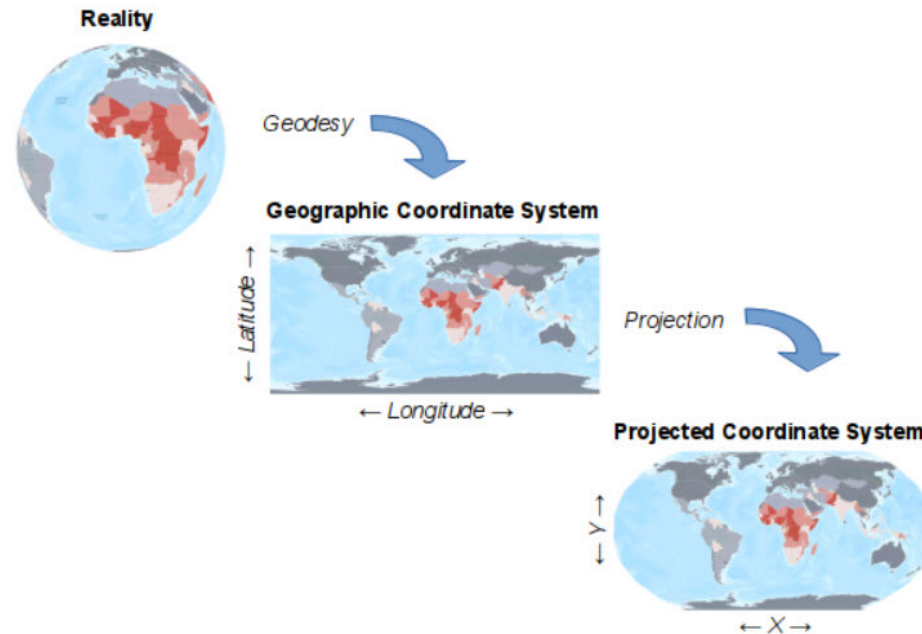 Reality
Geodesy
Geographic Coordinate System
← Latitude →
← Longitude →
Projection
Projected Coordinate System
← Y →
← X →